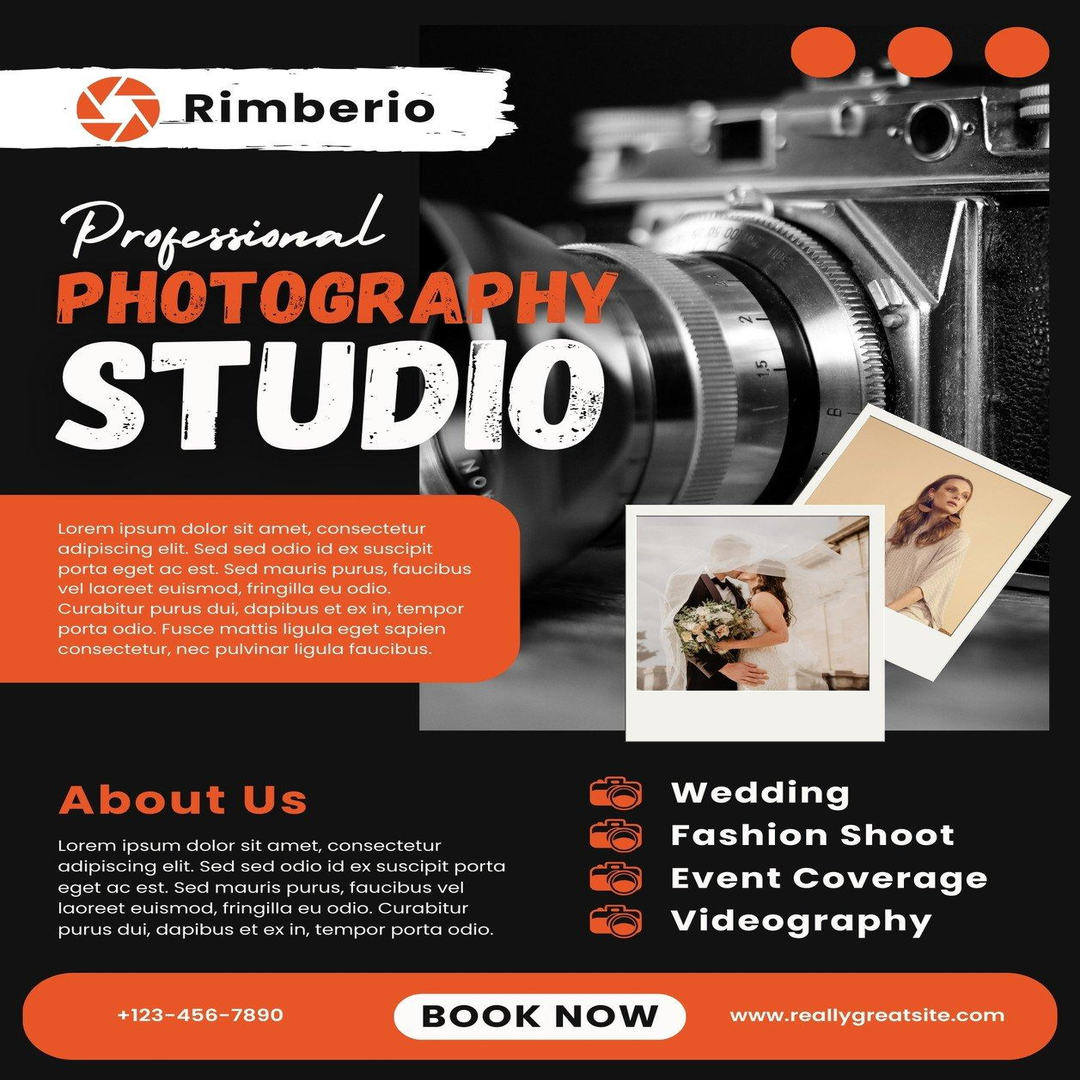 Rimberio
Professional
PHOTOGRAPHY
STUDIO
Lorem ipsum dolor sit amet, consectetur
adipiscing elit. Sed sed odio id ex suscipit
porta eget ac est. Sed mauris purus, faucibus
vel laoreet euismod, fringilla eu odio.
Curabitur purus dui, dapibus et ex in, tempor
porta odio. Fusce mattis ligula eget sapien
consectetur, nec pulvinar ligula faucibus.
About Us
Lorem ipsum dolor sit amet, consectetur
adipiscing elit. Sed sed odio id ex suscipit porta
eget ac est. Sed mauris purus, faucibus vel
laoreet euismod, fringilla eu odio. Curabitur
purus dui, dapibus et ex in, tempor porta odio.
Wedding
Fashion Shoot
Event Coverage
Videography
+123-456-7890
BOOK NOW
www.reallygreatsite.com